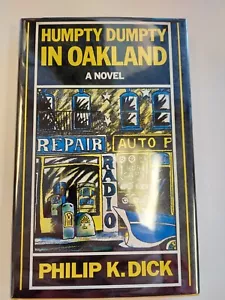 HUMPTY DUMPTY
IN OAKLAND
A NOVEL
REPAIR
AUTO P
RADIO
PHILIP K. DICK